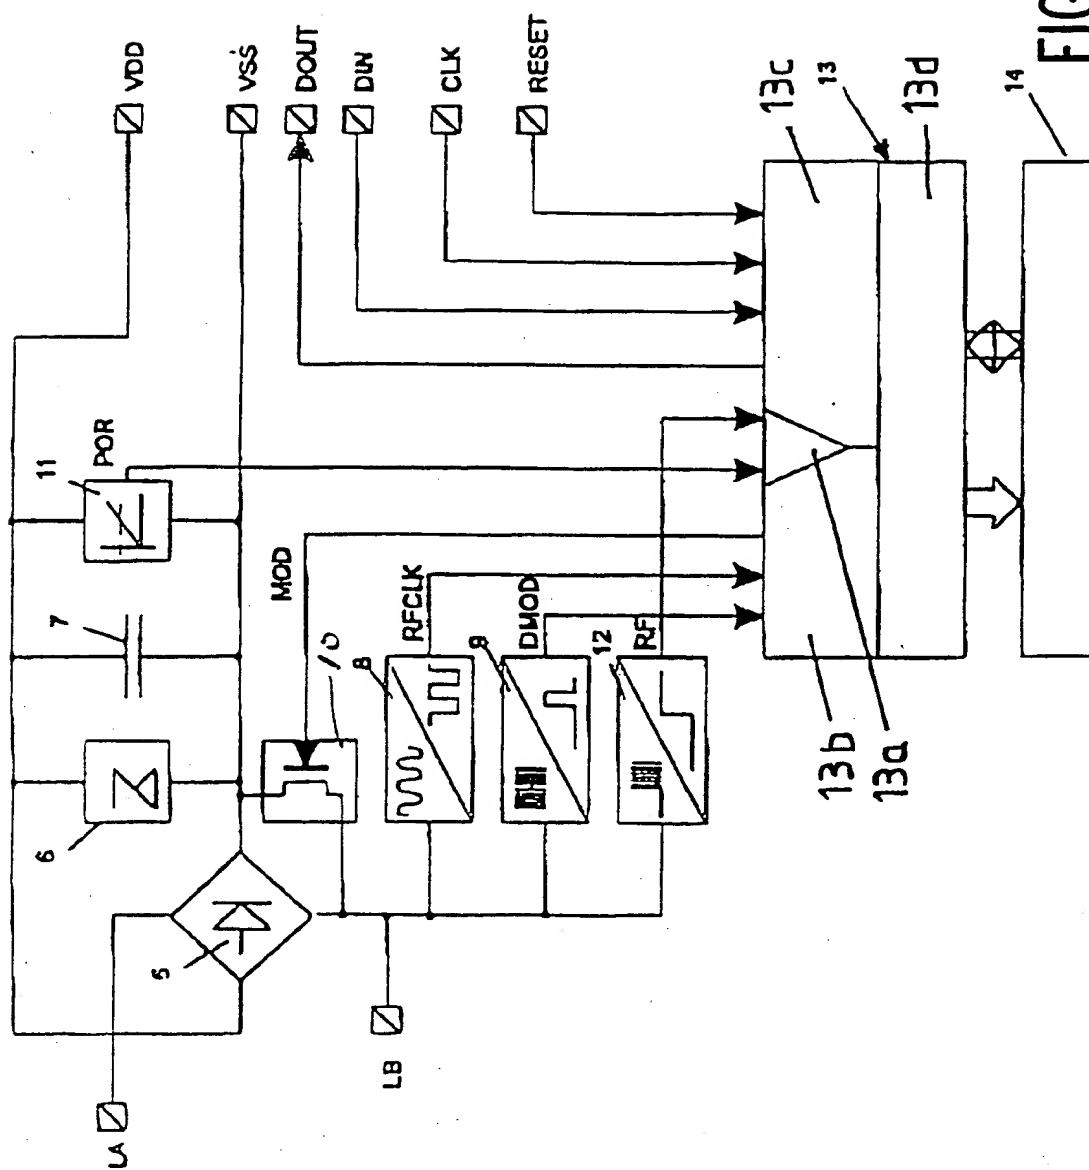 VDD
VSS
DOUT
DIN
CLK
RESET
11
POR
7
6
5
MOD
10
8
RFCLK
9
DMOD
12
RF
LA
LB
13c
13
13d
13b
13a
14
FIG